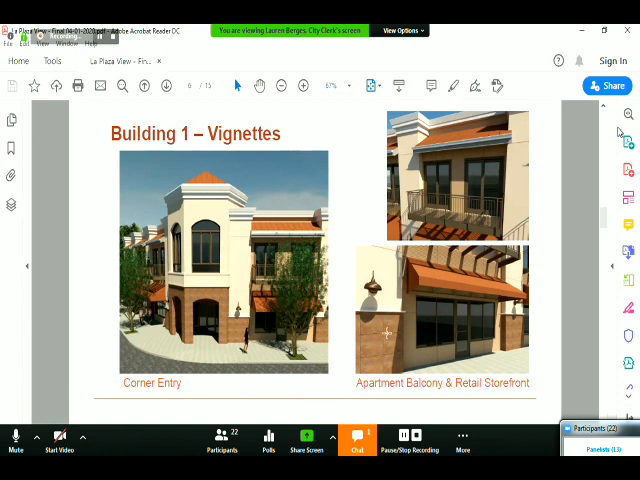 La Plaza View - Final 04-01-2020.pdf - Adobe Acrobat Reader DC
File Edit View Window Help
Recording...
You are viewing Lauren Berges, City Clerk's screen
View Options
Home Tools La Plaza View - Fin... ×
Sign In
6 / 15
67%
Share
Building 1 – Vignettes
Corner Entry
Apartment Balcony & Retail Storefront
Mute
Start Video
22
Participants
Polls
Share Screen
1
Chat
Pause/Stop Recording
More
Participants (22)
Panelists (13)